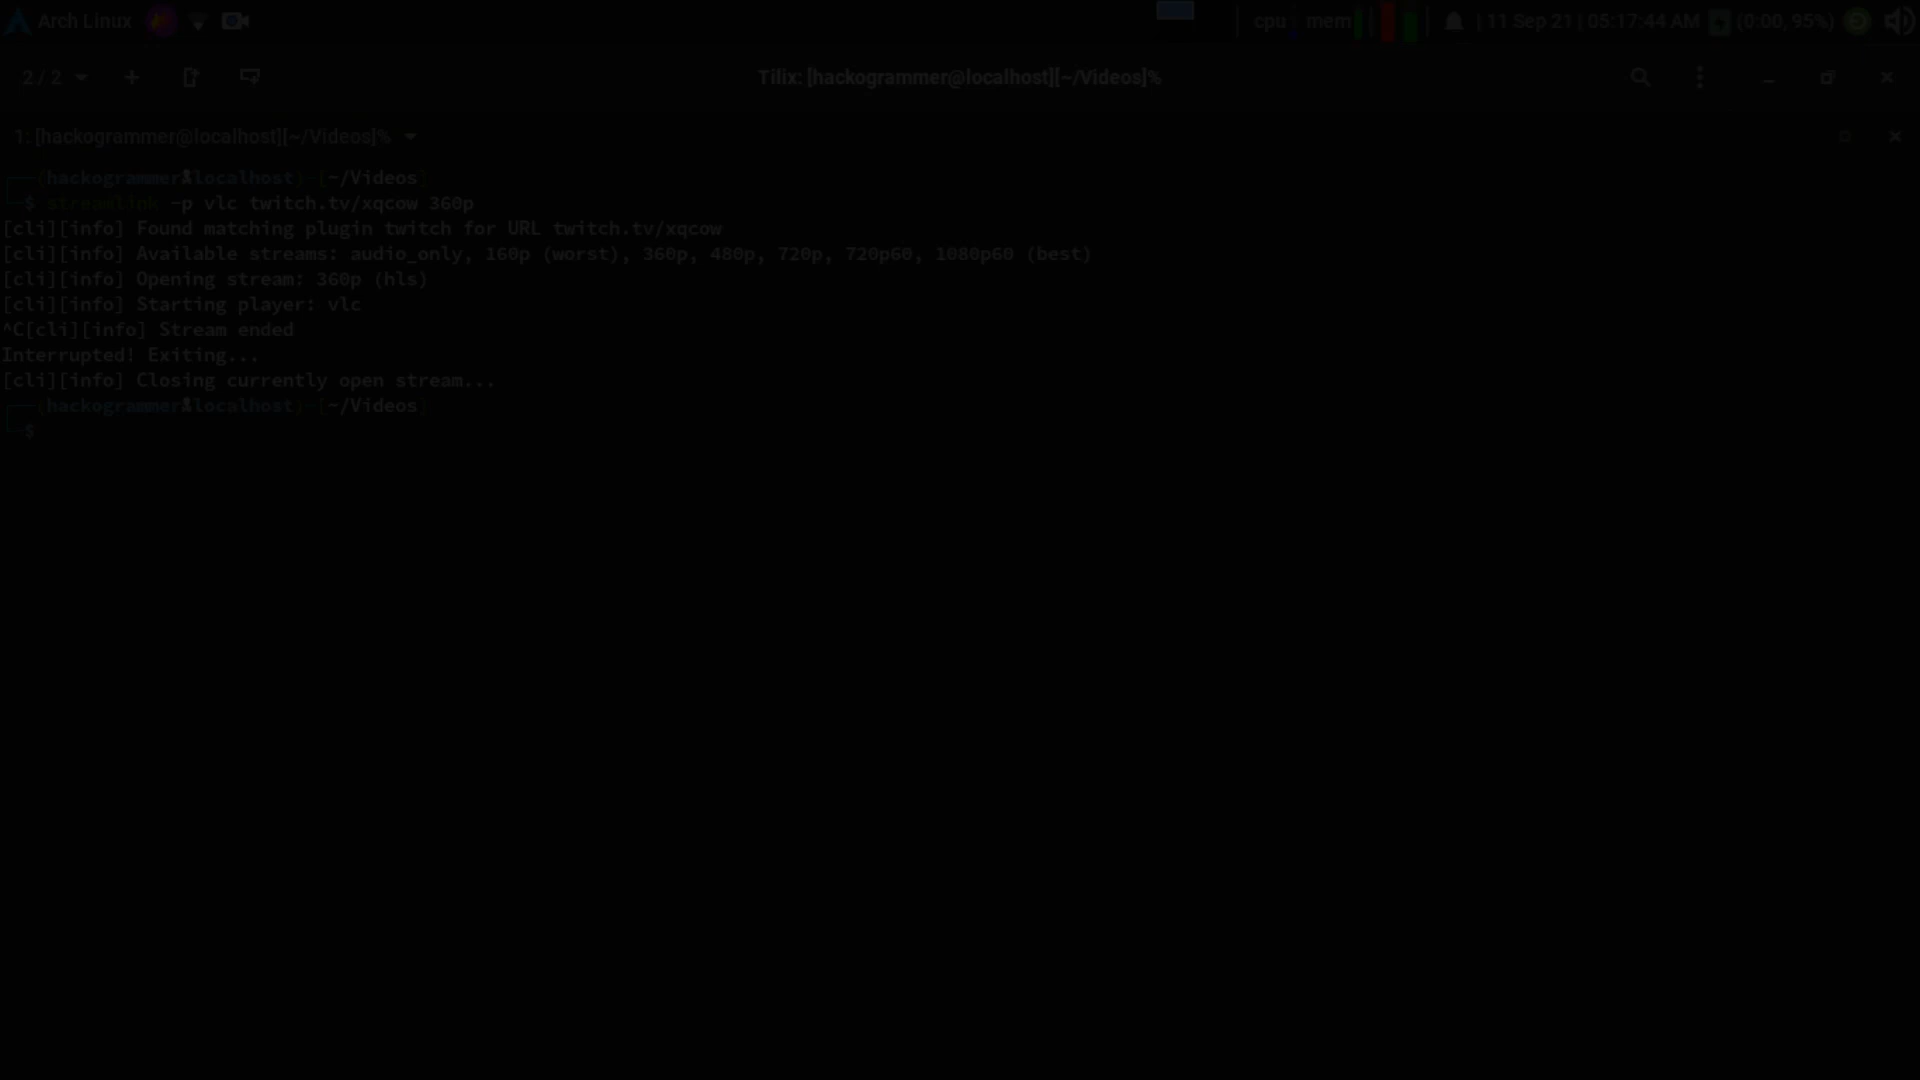 Arch Linux
cpu mem | 11 Sep 21 | 05:17:44 AM (0:00, 95%)
2 / 2
Tilix: [hackogrammer@localhost][~/Videos]%
1: [hackogrammer@localhost][~/Videos]%
(hackogrammer@localhost)-[~/Videos]
$ streamlink -p vlc twitch.tv/xqcow 360p
[cli][info] Found matching plugin twitch for URL twitch.tv/xqcow
[cli][info] Available streams: audio_only, 160p (worst), 360p, 480p, 720p, 720p60, 1080p60 (best)
[cli][info] Opening stream: 360p (hls)
[cli][info] Starting player: vlc
^C[cli][info] Stream ended
Interrupted! Exiting...
[cli][info] Closing currently open stream...
(hackogrammer@localhost)-[~/Videos]
$